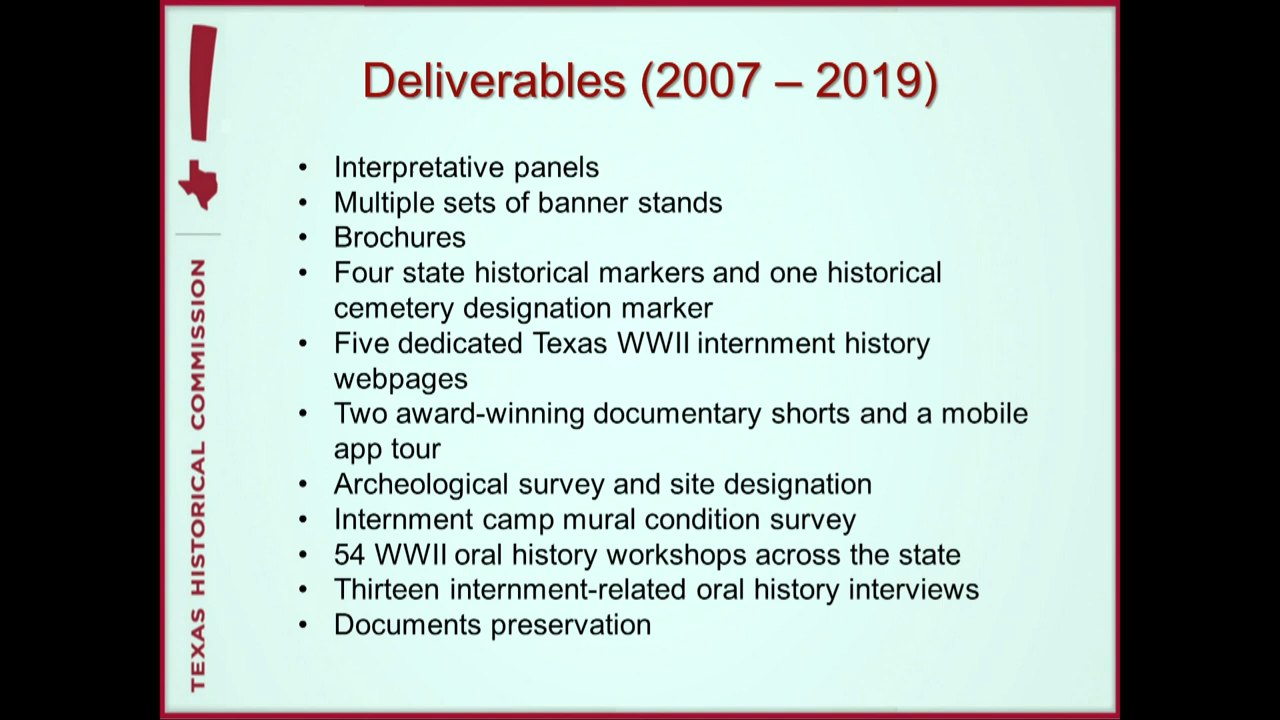 Deliverables (2007 – 2019)
• Interpretative panels
• Multiple sets of banner stands
• Brochures
• Four state historical markers and one historical
cemetery designation marker
• Five dedicated Texas WWII internment history
webpages
• Two award-winning documentary shorts and a mobile
app tour
• Archeological survey and site designation
• Internment camp mural condition survey
• 54 WWII oral history workshops across the state
• Thirteen internment-related oral history interviews
• Documents preservation
TEXAS HISTORICAL COMMISSION